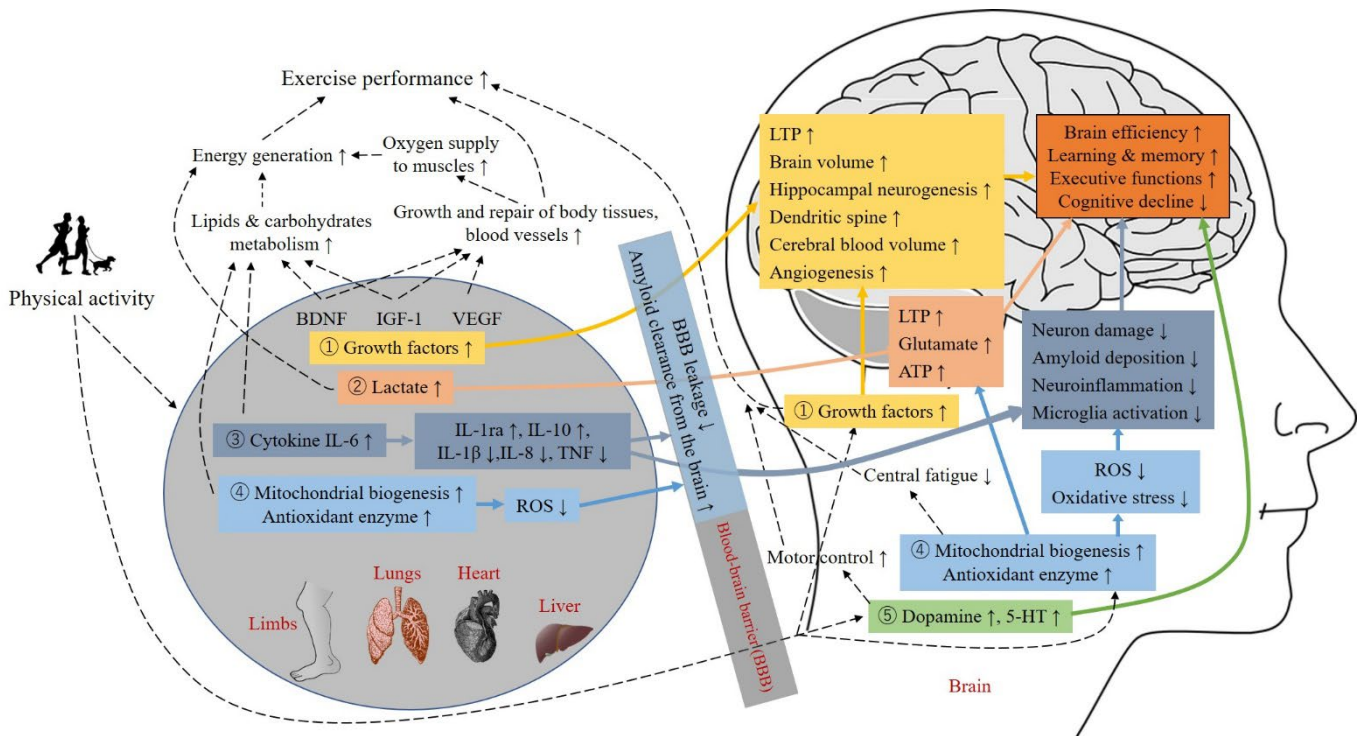 Exercise performance ↑
Energy generation ↑
Oxygen supply
to muscles ↑
Lipids & carbohydrates
metabolism ↑
Growth and repair of body tissues,
blood vessels ↑
Physical activity
BDNF IGF-1 VEGF
① Growth factors ↑
② Lactate ↑
③ Cytokine IL-6 ↑
IL-1ra ↑, IL-10 ↑,
IL-1β ↓,IL-8 ↓, TNF ↓
④ Mitochondrial biogenesis ↑
Antioxidant enzyme ↑
ROS ↓
Limbs
Lungs
Heart
Liver
BBB leakage ↓
Amyloid clearance from the brain ↑
Blood-brain barrier (BBB)
LTP ↑
Brain volume ↑
Hippocampal neurogenesis ↑
Dendritic spine ↑
Cerebral blood volume ↑
Angiogenesis ↑
Brain efficiency ↑
Learning & memory ↑
Executive functions ↑
Cognitive decline ↓
LTP ↑
Glutamate ↑
ATP ↑
Neuron damage ↓
Amyloid deposition ↓
Neuroinflammation ↓
Microglia activation ↓
① Growth factors ↑
Central fatigue ↓
ROS ↓
Oxidative stress ↓
Motor control ↑
④ Mitochondrial biogenesis ↑
Antioxidant enzyme ↑
⑤ Dopamine ↑, 5-HT ↑
Brain